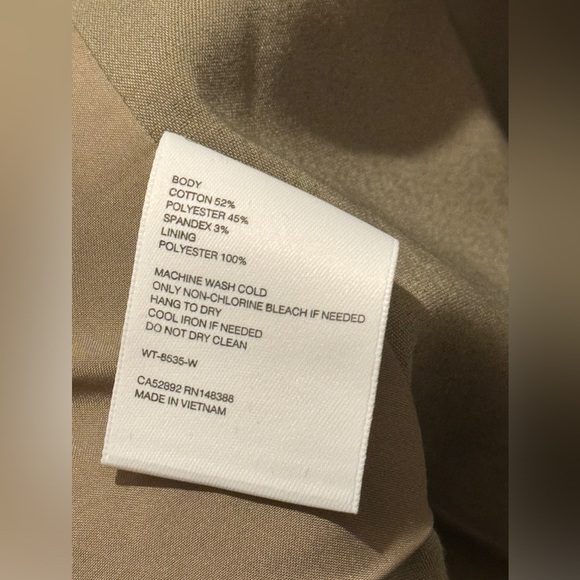 BODY
COTTON 52%
POLYESTER 45%
SPANDEX 3%
LINING
POLYESTER 100%
MACHINE WASH COLD
ONLY NON-CHLORINE BLEACH IF NEEDED
HANG TO DRY
COOL IRON IF NEEDED
DO NOT DRY CLEAN
WT-8535-W
CA52892 RN148388
MADE IN VIETNAM